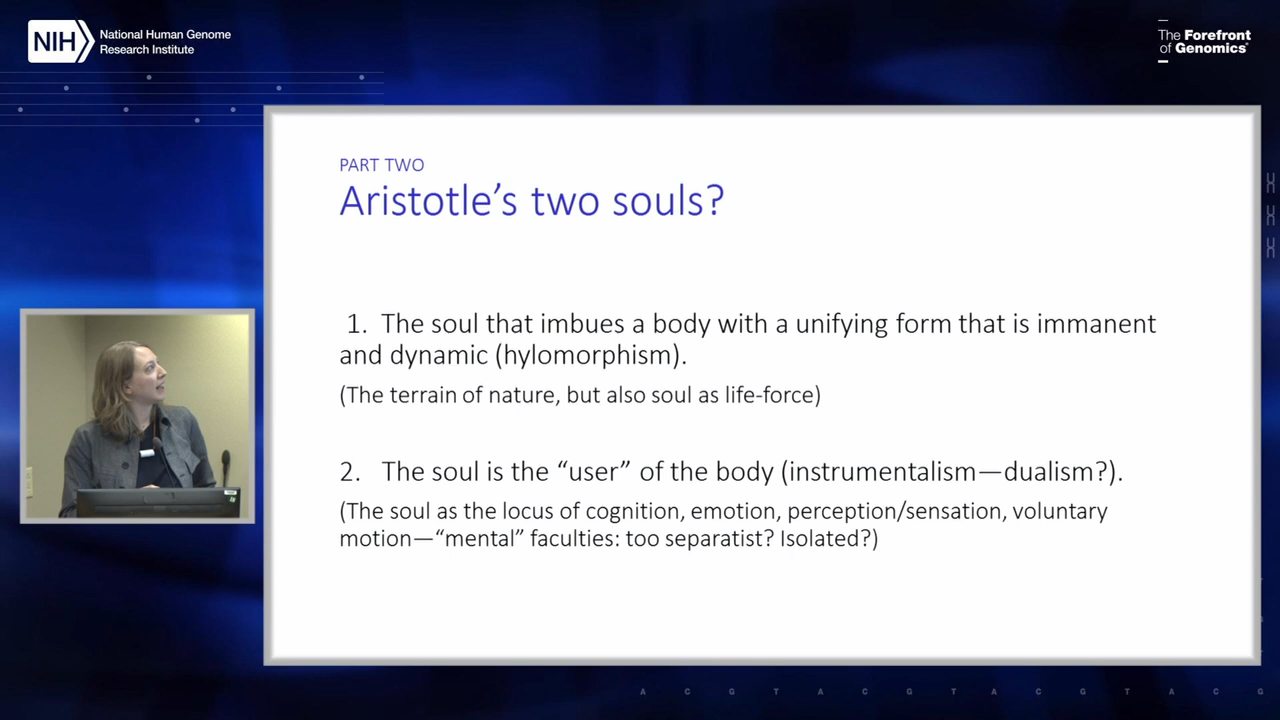 NIH
National Human Genome
Research Institute
The Forefront
of Genomics®
PART TWO
Aristotle’s two souls?
1. The soul that imbues a body with a unifying form that is immanent
and dynamic (hylomorphism).
(The terrain of nature, but also soul as life-force)
2. The soul is the “user” of the body (instrumentalism—dualism?).
(The soul as the locus of cognition, emotion, perception/sensation, voluntary
motion—“mental” faculties: too separatist? Isolated?)
A C G T A C G T A C G T A C G